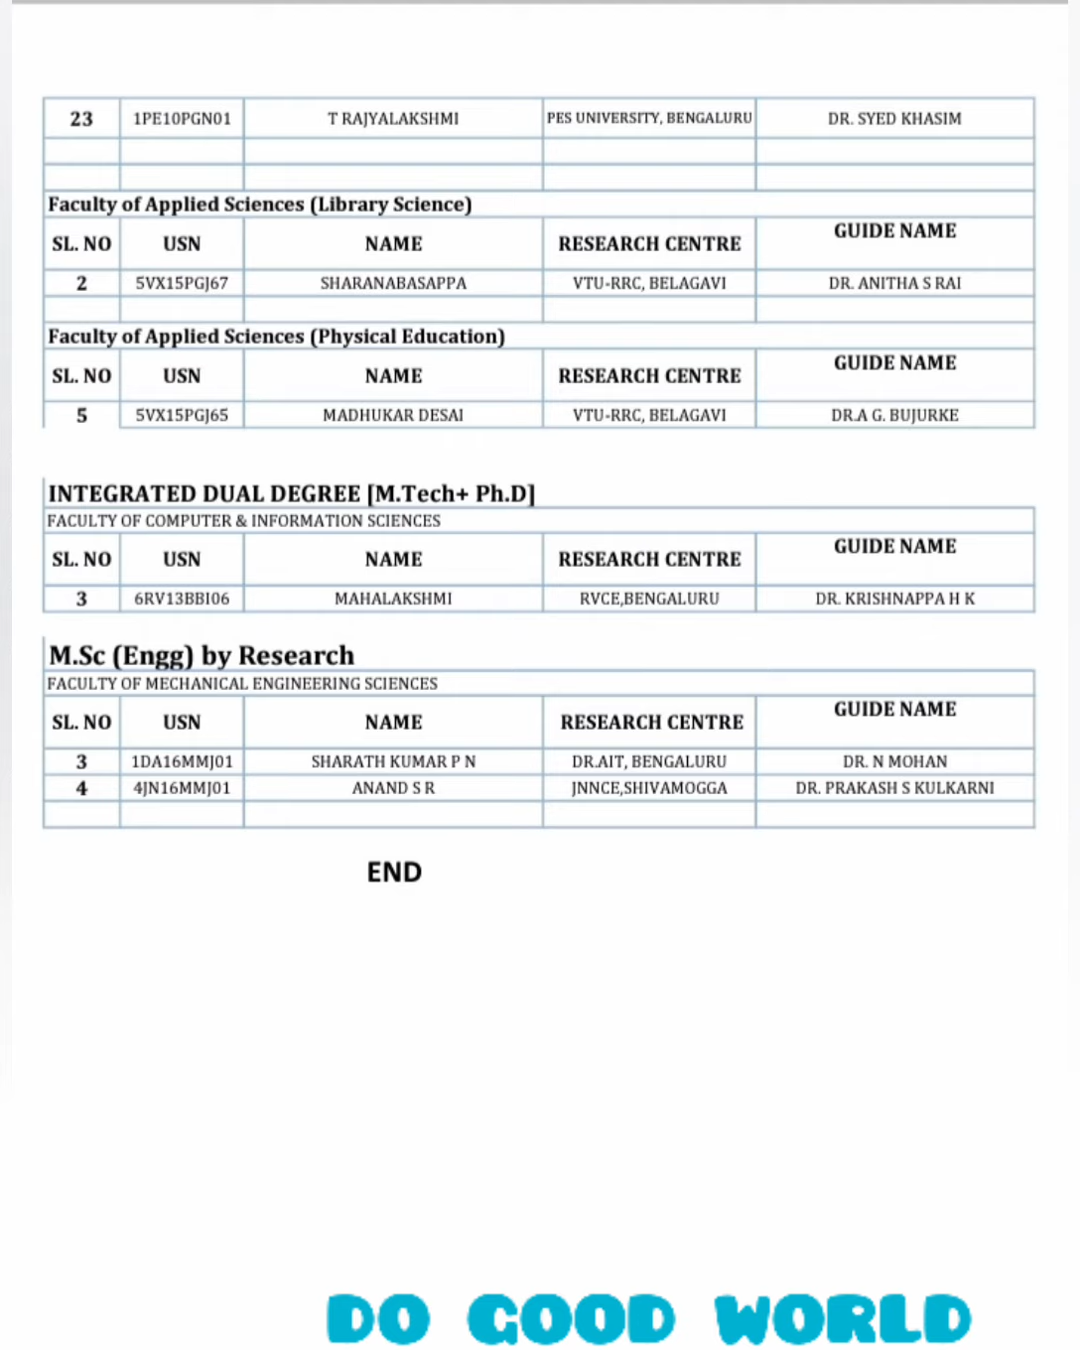 23 1PE10PGN01 T RAJYALAKSHMI PES UNIVERSITY, BENGALURU DR. SYED KHASIM
Faculty of Applied Sciences (Library Science)
SL. NO USN NAME RESEARCH CENTRE GUIDE NAME
2 5VX15PGJ67 SHARANABASAPPA VTU-RRC, BELAGAVI DR. ANITHA S RAI
Faculty of Applied Sciences (Physical Education)
SL. NO USN NAME RESEARCH CENTRE GUIDE NAME
5 5VX15PGJ65 MADHUKAR DESAI VTU-RRC, BELAGAVI DR.A G. BUJURKE
INTEGRATED DUAL DEGREE [M.Tech+ Ph.D]
FACULTY OF COMPUTER & INFORMATION SCIENCES
SL. NO USN NAME RESEARCH CENTRE GUIDE NAME
3 6RV13BBI06 MAHALAKSHMI RVCE,BENGALURU DR. KRISHNAPPA H K
M.Sc (Engg) by Research
FACULTY OF MECHANICAL ENGINEERING SCIENCES
SL. NO USN NAME RESEARCH CENTRE GUIDE NAME
3 1DA16MMJ01 SHARATH KUMAR P N DR.AIT, BENGALURU DR. N MOHAN
4 4JN16MMJ01 ANAND S R JNNCE,SHIVAMOGGA DR. PRAKASH S KULKARNI
END
DO GOOD WORLD